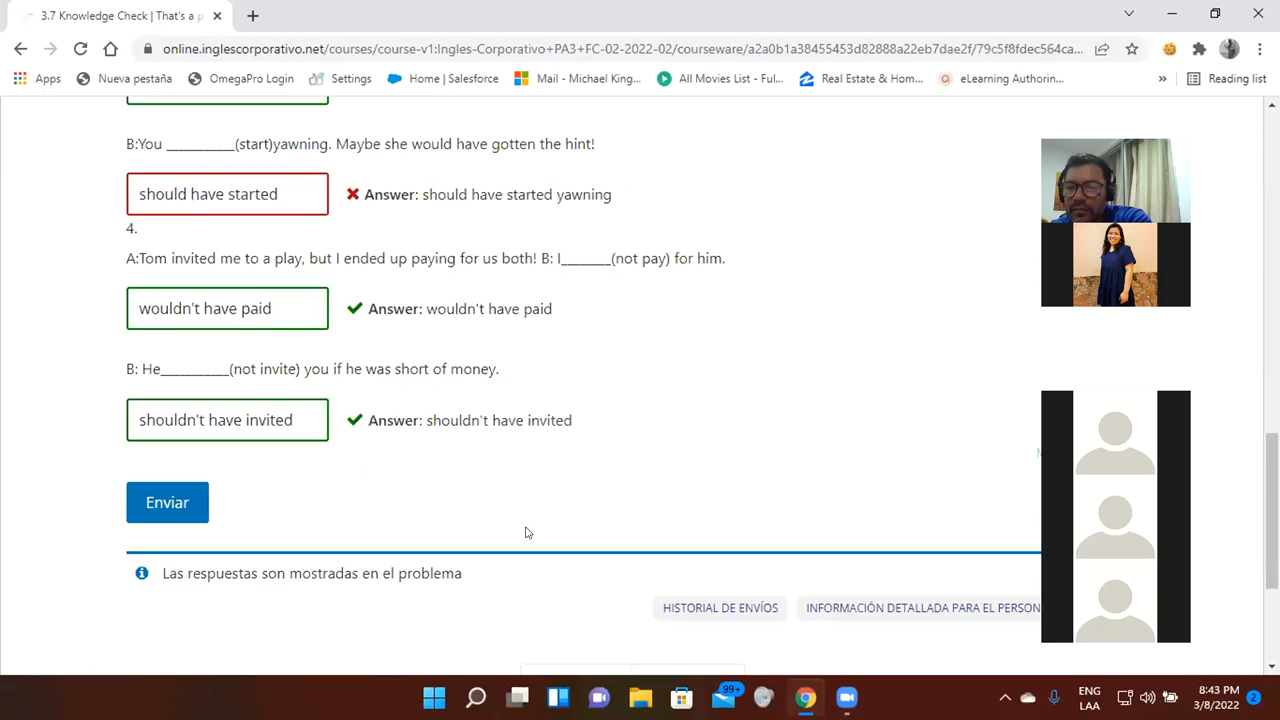 3.7 Knowledge Check | That's a p
online.inglescorporativo.net/courses/course-v1:Ingles-Corporativo+PA3+FC-02-2022-02/courseware/a2a0b1a38455453d82888a22eb7dae2f/79c5f8fdec564ca...
Apps Nueva pestaña OmegaPro Login Settings Home | Salesforce Mail - Michael King... All Movies List - Ful... Real Estate & Hom... eLearning Authorin... » Reading list
B:You __________(start)yawning. Maybe she would have gotten the hint!
should have started Answer: should have started yawning
4.
A:Tom invited me to a play, but I ended up paying for us both! B: I_______(not pay) for him.
wouldn't have paid Answer: wouldn't have paid
B: He__________(not invite) you if he was short of money.
shouldn't have invited Answer: shouldn't have invited
Enviar
Las respuestas son mostradas en el problema
HISTORIAL DE ENVÍOS INFORMACIÓN DETALLADA PARA EL PERSON
99+
ENG
LAA
8:43 PM
3/8/2022
2